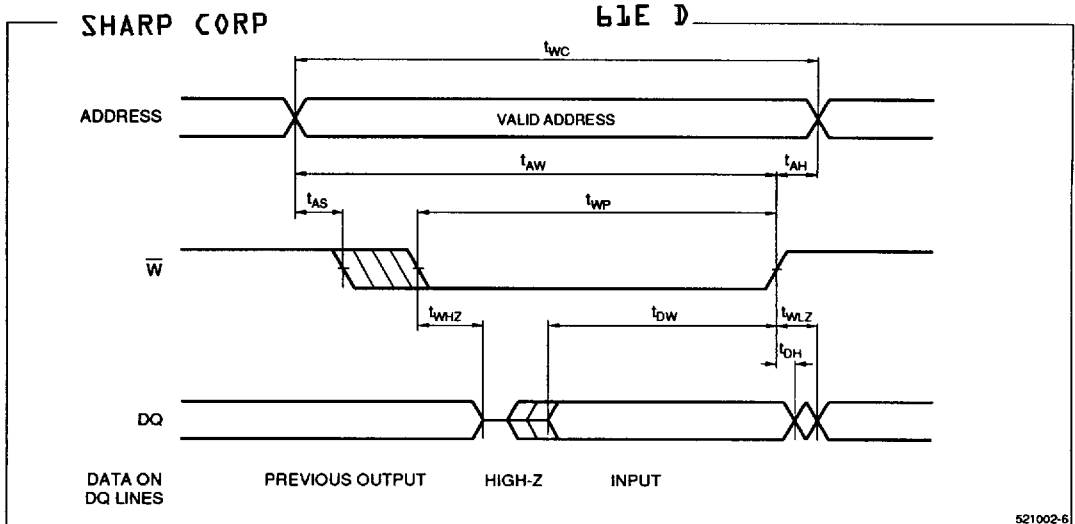 SHARP CORP 61E D
tWC
ADDRESS
VALID ADDRESS
tAW tAH
tAS tWP
W̅
tWHZ tDW tWLZ
tDH
DQ
DATA ON DQ LINES
PREVIOUS OUTPUT HIGH-Z INPUT
521002-6